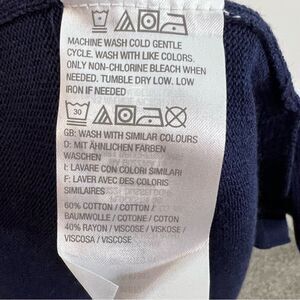 MACHINE WASH COLD GENTLE
CYCLE. WASH WITH LIKE COLORS.
ONLY NON-CHLORINE BLEACH WHEN
NEEDED. TUMBLE DRY LOW. LOW
IRON IF NEEDED
30
GB: WASH WITH SIMILAR COLOURS
D: MIT ÄHNLICHEN FARBEN
WASCHEN
I: LAVARE CON COLORI SIMILARI
F: LAVER AVEC DES COLORIS
SIMILAIRES
60% COTTON / COTTON /
BAUMWOLLE / COTONE / COTON
40% RAYON / VISCOSE / VISKOSE /
VISCOSA / VISCOSE